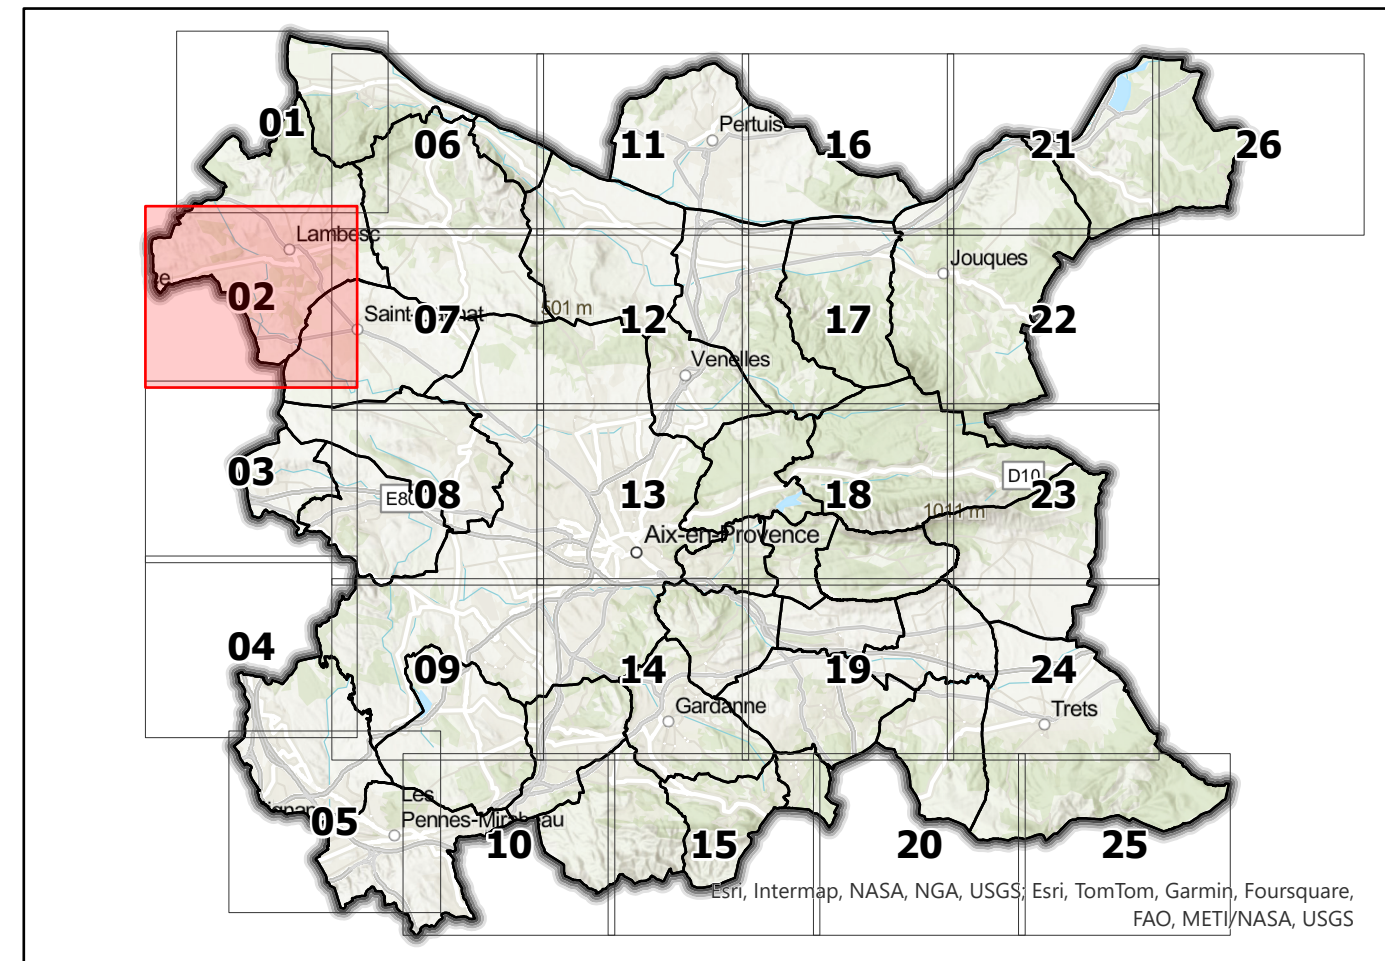 01
06
11
Pertuis
16
21
26
Lambesc
02
Jouques
Saint-
07
501 m
12
17
22
Venelles
03
E80
08
13
18
D10
23
1011 m
Aix-en-Provence
04
09
14
19
24
Gardanne
Trets
05
Les
Pennes-Mirabeau
10
15
20
25
Esri, Intermap, NASA, NGA, USGS; Esri, TomTom, Garmin, Foursquare,
FAO, METI/NASA, USGS